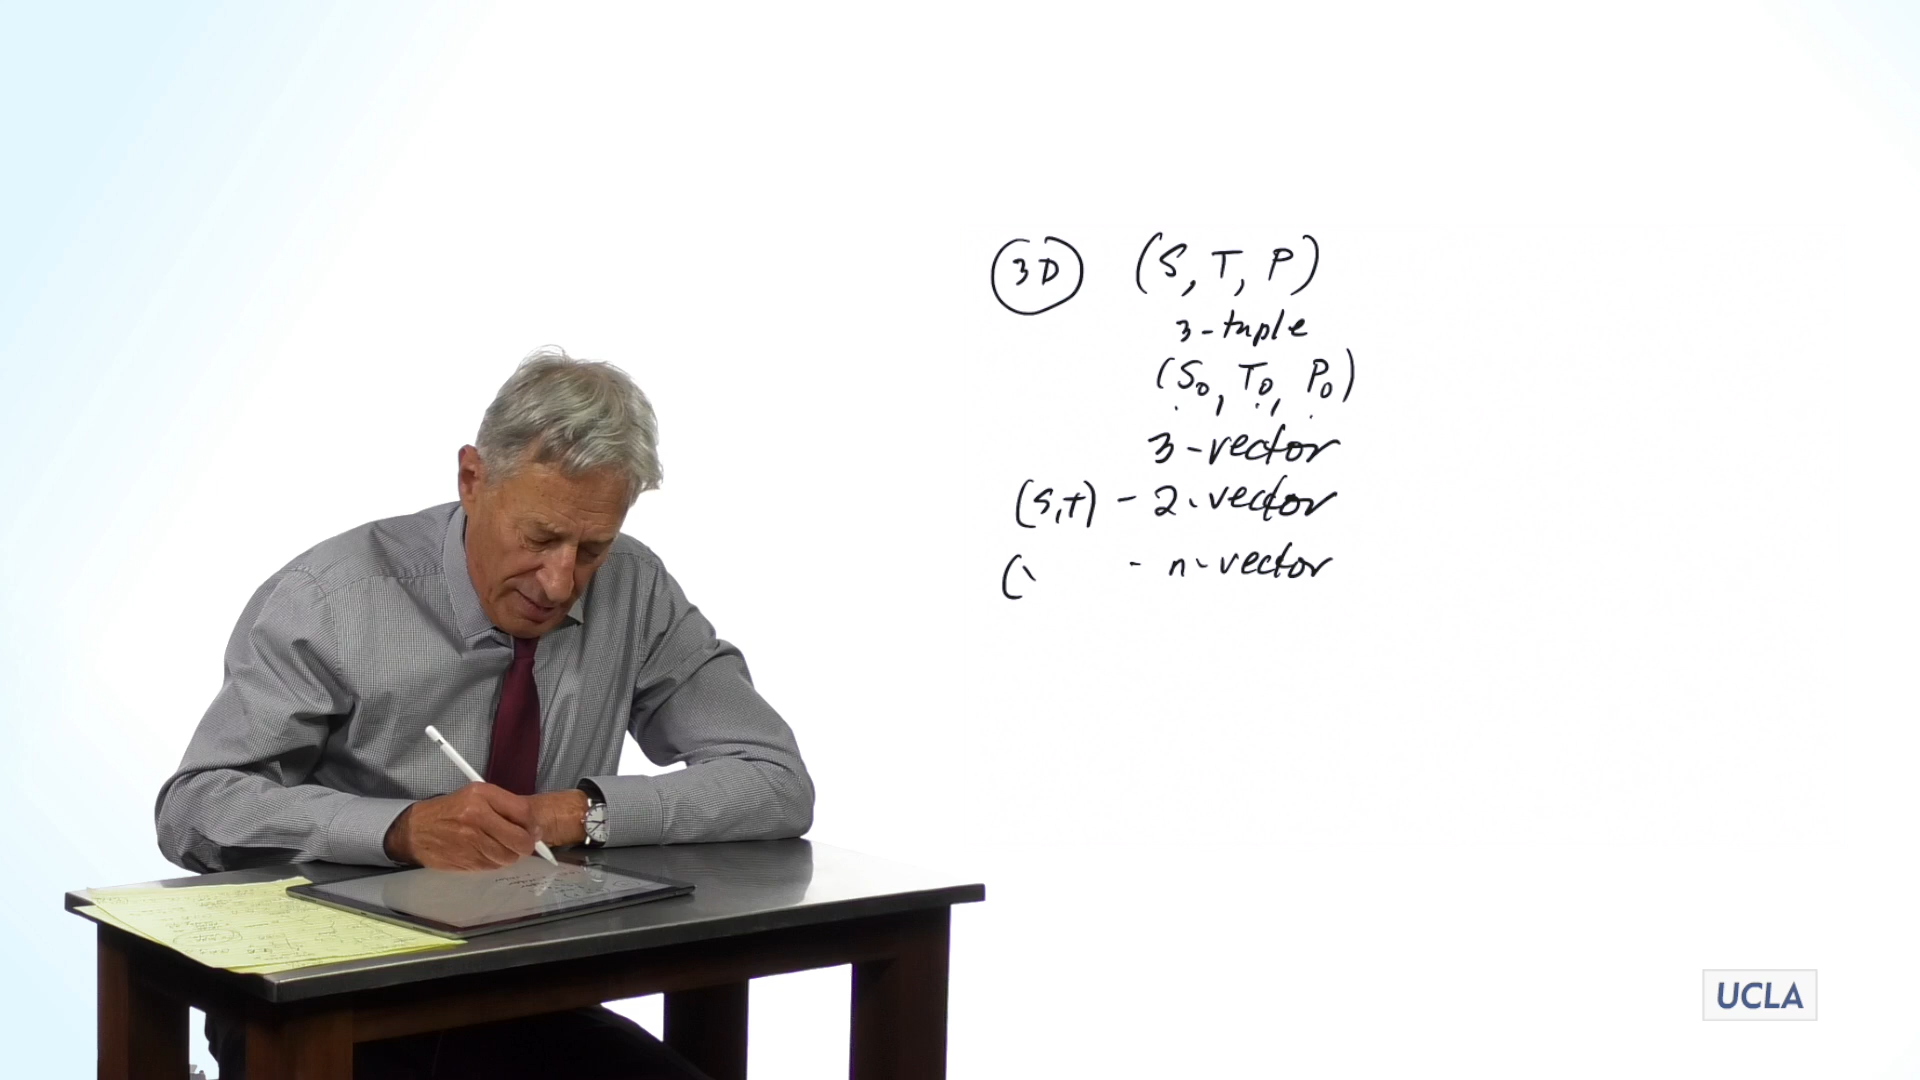 3D (S, T, P)
3-tuple
(S₀, T₀, P₀)
3-vector
(S,T) - 2-vector
( - n-vector
UCLA